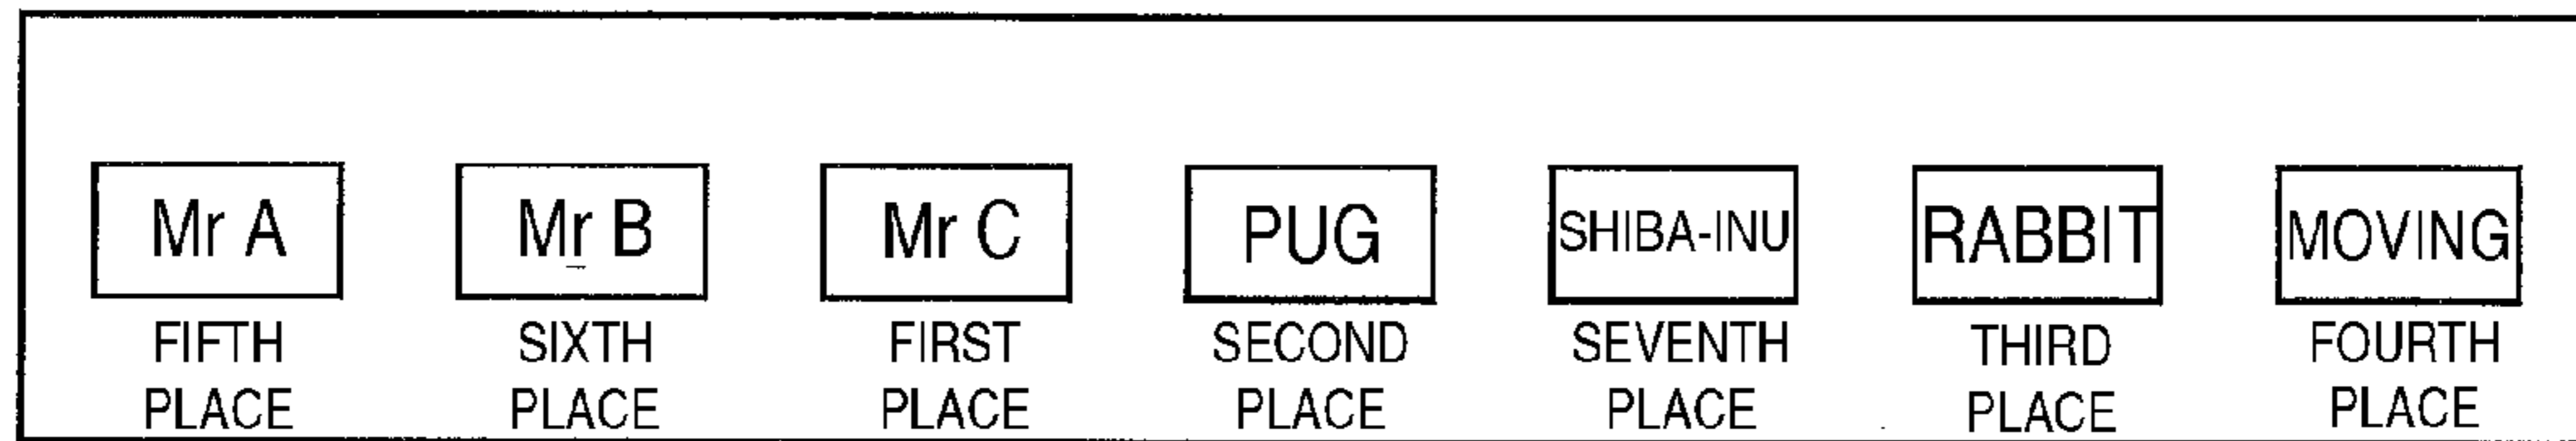 Mr A Mr B Mr C PUG SHIBA-INU RABBIT MOVING
FIFTH SIXTH FIRST SECOND SEVENTH THIRD FOURTH
PLACE PLACE PLACE PLACE PLACE PLACE PLACE